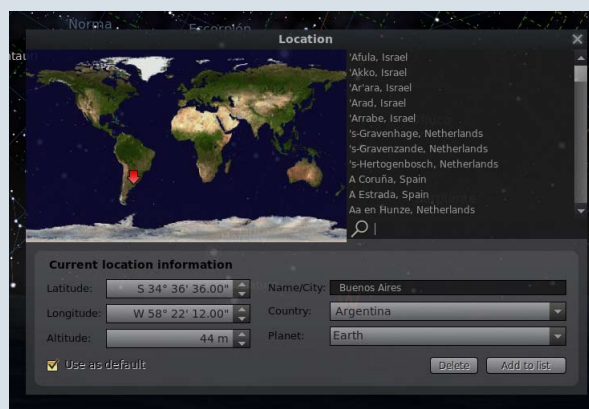 Norma
Escorpión
Location
'Afula, Israel
'Akko, Israel
'Ar'ara, Israel
'Arad, Israel
'Arrabe, Israel
's-Gravenhage, Netherlands
's-Gravenzande, Netherlands
's-Hertogenbosch, Netherlands
A Coruña, Spain
A Estrada, Spain
Aa en Hunze, Netherlands
Current location information
Latitude: S 34° 36' 36.00" Name/City: Buenos Aires
Longitude: W 58° 22' 12.00" Country: Argentina
Altitude: 44 m Planet: Earth
Use as default Delete Add to list